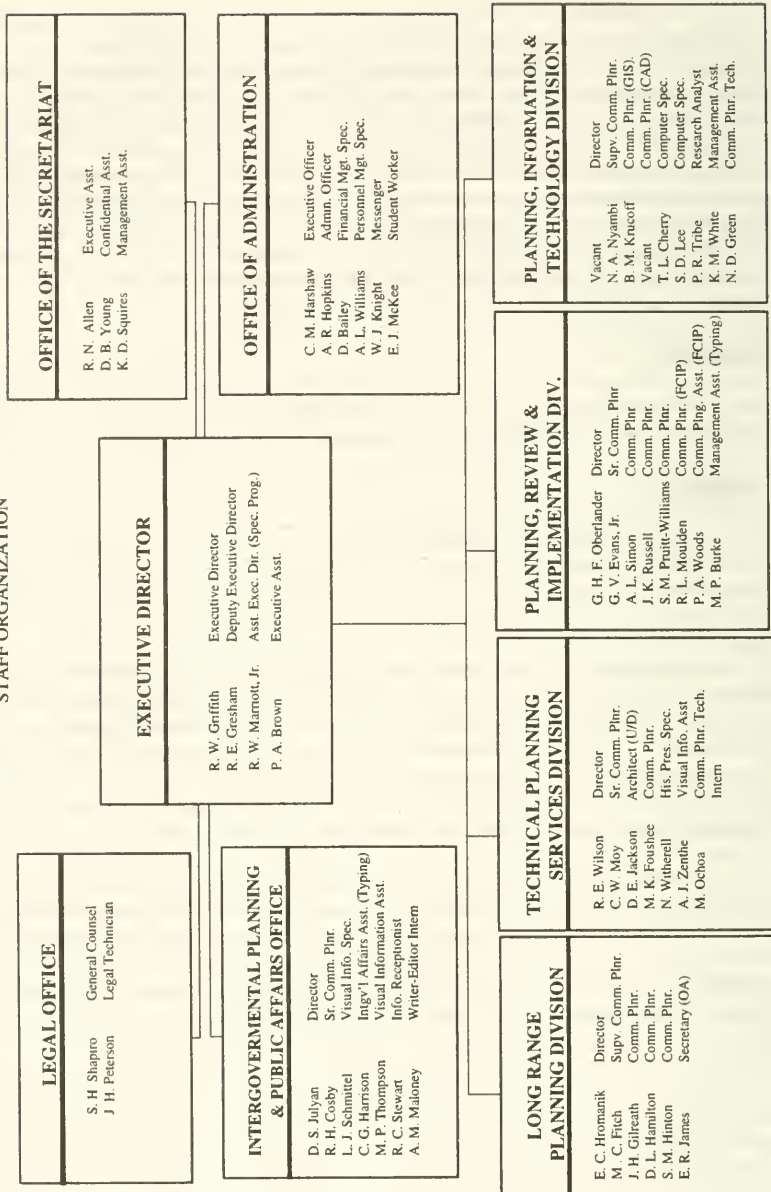 STAFF ORGANIZATION
LEGAL OFFICE
S. H Shapiro General Counsel
J H. Peterson Legal Technician
EXECUTIVE DIRECTOR
R. W. Griffith Executive Director
R. E. Gresham Deputy Executive Director
R. W. Marriott, Jr. Asst. Exec. Dir. (Spec. Prog.)
P. A. Brown Executive Asst.
OFFICE OF THE SECRETARIAT
R. N. Allen Executive Asst.
D. B. Young Confidential Asst.
K. D. Squires Management Asst.
INTERGOVERMENTAL PLANNING
& PUBLIC AFFAIRS OFFICE
D. S. Julyan Director
R. H. Cosby Sr. Comm. Plnr.
L. J. Schmittel Visual Info. Spec.
C. G. Harrison Intgv'l Affairs Asst. (Typing)
M. P. Thompson Visual Information Asst.
R. C. Stewart Info. Receptionist
A. M. Maloney Writer-Editor Intern
OFFICE OF ADMINISTRATION
C. M. Harshaw Executive Officer
A. R. Hopkins Admn. Officer
D. Bailey Financial Mgt. Spec.
A. L. Williams Personnel Mgt. Spec.
W. J Knight Messenger
E. J. McKee Student Worker
LONG RANGE
PLANNING DIVISION
E. C. Hromanik Director
M. C. Fitch Supv. Comm. Plnr.
J. H. Gilreath Comm. Plnr.
D. L. Hamilton Comm. Plnr.
S. M. Hinton Comm. Plnr.
E. R. James Secretary (OA)
TECHNICAL PLANNING
SERVICES DIVISION
R. E. Wilson Director
C. W. Moy Sr. Comm. Plnr.
D. E. Jackson Architect (U/D)
M. K. Foushee Comm. Plnr.
N. Witherell His. Pres. Spec.
A. J. Zenthe Visual Info. Asst
M. Ochoa Comm. Plnr. Tech.
Intern
PLANNING, REVIEW &
IMPLEMENTATION DIV.
G. H. F. Oberlander Director
G. V. Evans, Jr. Sr. Comm. Plnr
A. L. Simon Comm. Plnr
J. K. Russell Comm. Plnr.
S. M. Pruitt-Williams Comm. Plnr.
R. L. Moulden Comm. Plnr. (FCIP)
P. A. Woods Comm. Plng. Asst. (FCIP)
M. P. Burke Management Asst. (Typing)
PLANNING, INFORMATION &
TECHNOLOGY DIVISION
Vacant Director
N. A. Nyambi Supv. Comm. Plnr.
B. M. Krucoff Comm. Plnr. (GIS).
Vacant Comm. Plnr. (CAD)
T. L. Cherry Computer Spec.
S. D. Lee Computer Spec.
P. R. Tribe Research Analyst
K. M. White Management Asst.
N. D. Green Comm. Plnr. Tech.